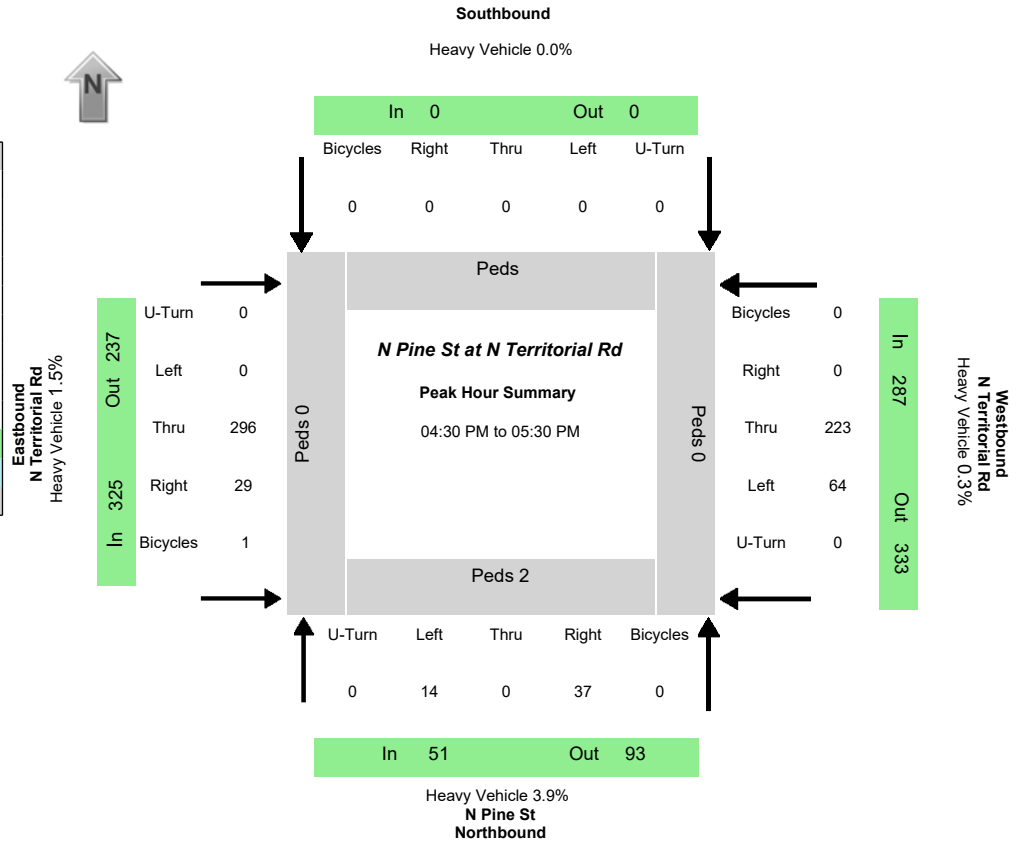 Southbound
Heavy Vehicle 0.0%
N
In 0 Out 0
Bicycles Right Thru Left U-Turn
0 0 0 0 0
Peds
Eastbound
N Territorial Rd
Heavy Vehicle 1.5%
In 325 Out 237
U-Turn 0
Left 0
Thru 296
Right 29
Bicycles 1
Peds 0
N Pine St at N Territorial Rd
Peak Hour Summary
04:30 PM to 05:30 PM
Peds 0
Bicycles 0
Right 0
Thru 223
Left 64
U-Turn 0
In 287 Out 333
Westbound
N Territorial Rd
Heavy Vehicle 0.3%
Peds 2
U-Turn Left Thru Right Bicycles
0 14 0 37 0
In 51 Out 93
Heavy Vehicle 3.9%
N Pine St
Northbound